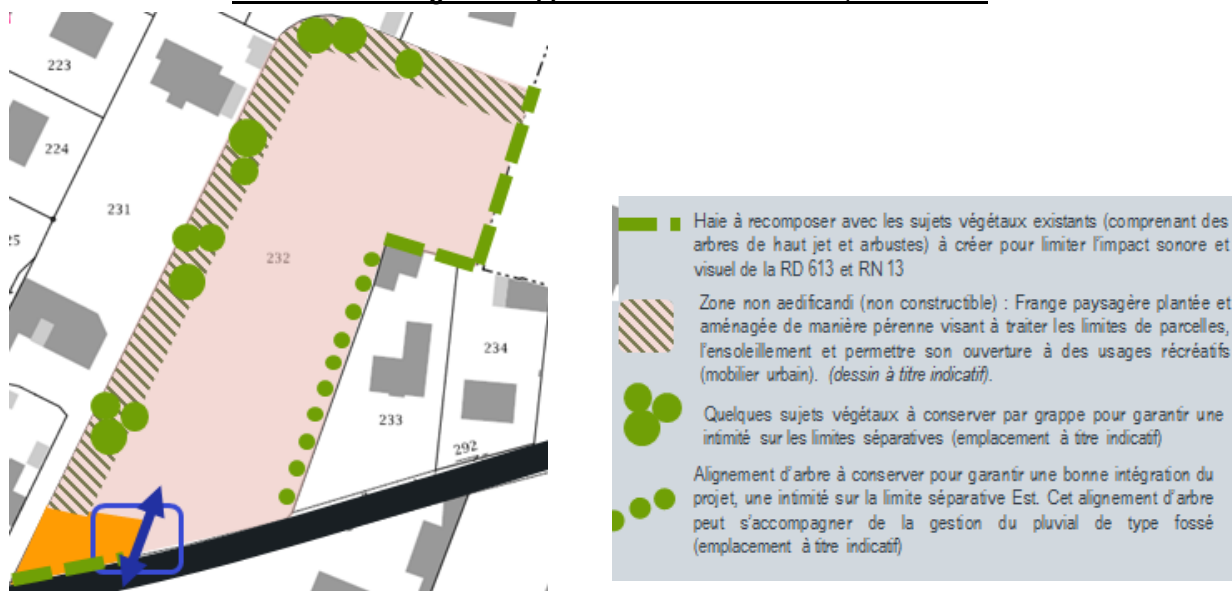 223
224
231
232
234
233
292
Haie à recomposer avec les sujets végétaux existants (comprenant des
arbres de haut jet et arbustes) à créer pour limiter l'impact sonore et
visuel de la RD 613 et RN 13
Zone non aedificandi (non constructible) : Frange paysagère plantée et
aménagée de manière pérenne visant à traiter les limites de parcelles,
l'ensoleillement et permettre son ouverture à des usages récréatifs
(mobilier urbain). (dessin à titre indicatif).
Quelques sujets végétaux à conserver par grappe pour garantir une
intimité sur les limites séparatives (emplacement à titre indicatif)
Alignement d'arbre à conserver pour garantir une bonne intégration du
projet, une intimité sur la limite séparative Est. Cet alignement d'arbre
peut s'accompagner de la gestion du pluvial de type fossé
(emplacement à titre indicatif)